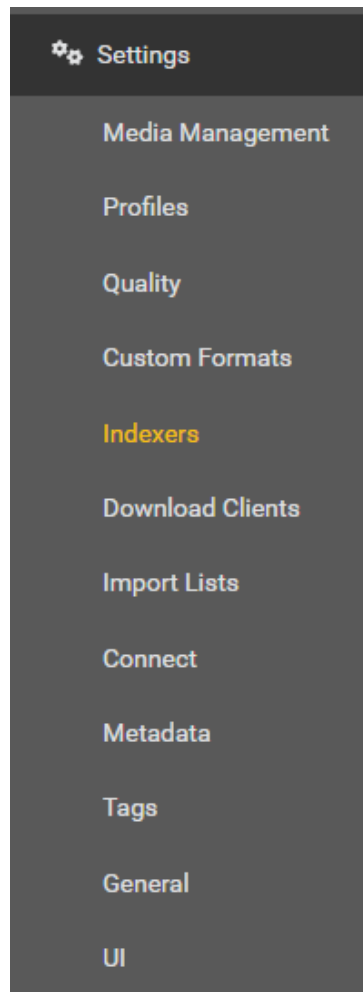 Settings
Media Management
Profiles
Quality
Custom Formats
Indexers
Download Clients
Import Lists
Connect
Metadata
Tags
General
UI